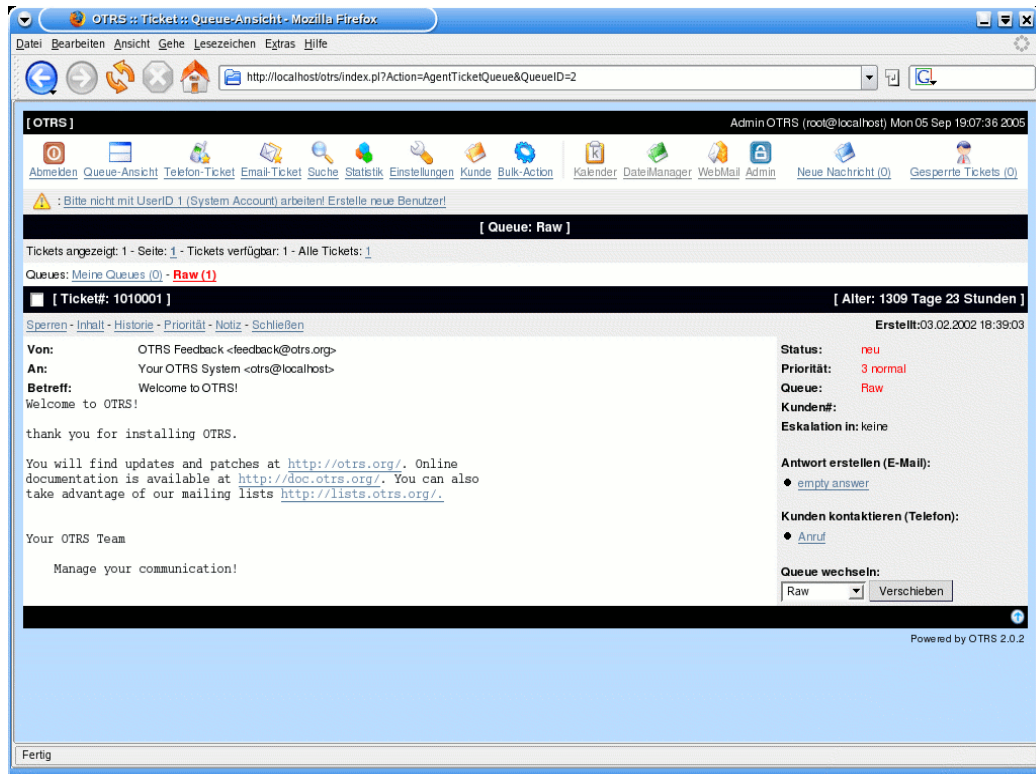 OTRS :: Ticket :: Queue-Ansicht - Mozilla Firefox
Datei Bearbeiten Ansicht Gehe Lesezeichen Extras Hilfe
http://localhost/otrs/index.pl?Action=AgentTicketQueue&QueueID=2
G
[ OTRS ] Admin OTRS (root@localhost) Mon 05 Sep 19:07:36 2005
Abmelden Queue-Ansicht Telefon-Ticket Email-Ticket Suche Statistik Einstellungen Kunde Bulk-Action Kalender DateiManager WebMail Admin Neue Nachricht (0) Gesperrte Tickets (0)
: Bitte nicht mit UserID 1 (System Account) arbeiten! Erstelle neue Benutzer!
[ Queue: Raw ]
Tickets angezeigt: 1 - Seite: 1 - Tickets verfügbar: 1 - Alle Tickets: 1
Queues: Meine Queues (0) - Raw (1)
[ Ticket#: 1010001 ] [ Alter: 1309 Tage 23 Stunden ]
Sperren - Inhalt - Historie - Priorität - Notiz - Schließen Erstellt:03.02.2002 18:39:03
Von: OTRS Feedback <feedback@otrs.org>
An: Your OTRS System <otrs@localhost>
Betreff: Welcome to OTRS!
Welcome to OTRS!
thank you for installing OTRS.
You will find updates and patches at http://otrs.org/. Online
documentation is available at http://doc.otrs.org/. You can also
take advantage of our mailing lists http://lists.otrs.org/.
Your OTRS Team
Manage your communication!
Status: neu
Priorität: 3 normal
Queue: Raw
Kunden#:
Eskalation in: keine
Antwort erstellen (E-Mail):
empty answer
Kunden kontaktieren (Telefon):
Anruf
Queue wechseln:
Raw Verschieben
Powered by OTRS 2.0.2
Fertig